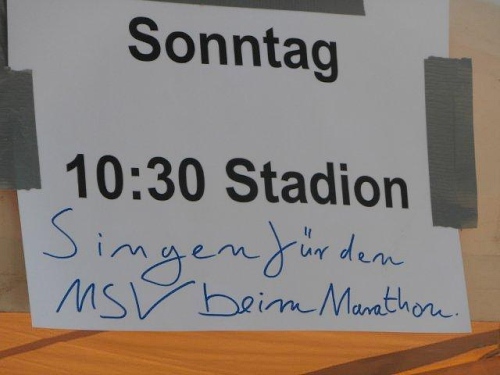 Sonntag
10:30 Stadion
Singen für den
MSV beim Marathon.